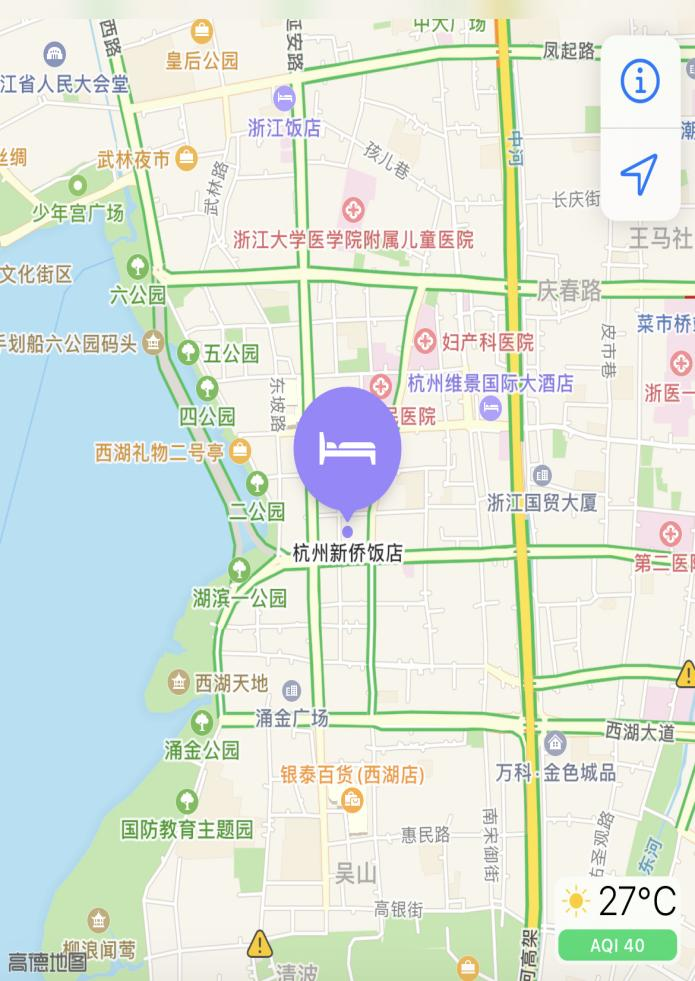 中大广场
西路
延安路
凤起路
皇后公园
江省人民大会堂
浙江饭店
中河
潮
丝绸
武林夜市
孩儿巷
武林路
长庆街
少年宫广场
浙江大学医学院附属儿童医院
王马社
文化街区
六公园
庆春路
菜市桥
手划船六公园码头
五公园
妇产科医院
皮市巷
杭州维景国际大酒店
东坡路
浙医一
四公园
民医院
西湖礼物二号亭
二公园
浙江国贸大厦
杭州新侨饭店
第二医院
湖滨一公园
西湖天地
涌金广场
西湖大道
涌金公园
银泰百货(西湖店)
万科·金色城品
国防教育主题园
惠民路
南宋御街
古圣观路
东河
吴山
27°C
高银街
柳浪闻莺
AQI 40
河高架
高德地图
清波